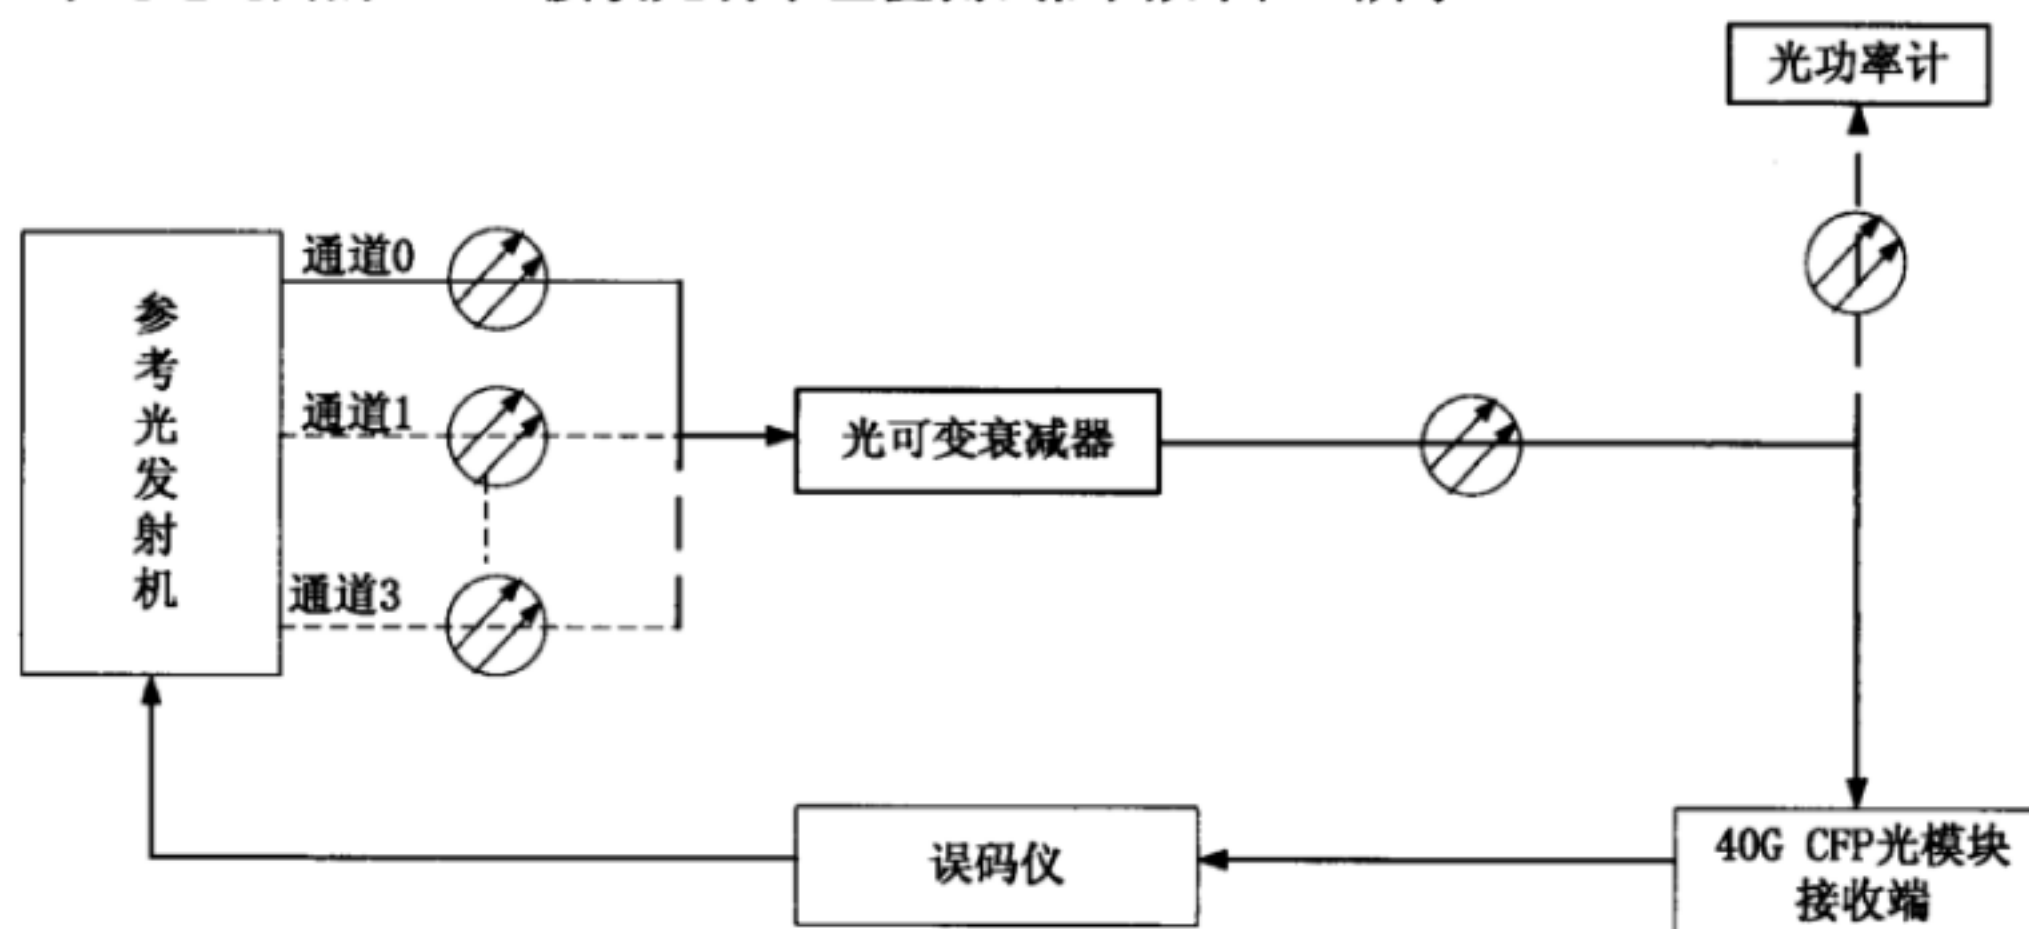 光功率计
通道0
参考光发射机
通道1
光可变衰减器
通道3
误码仪
40G CFP光模块
接收端